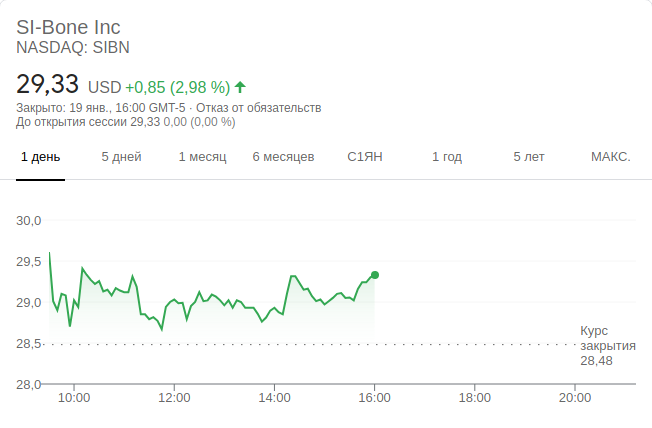 SI-Bone Inc
NASDAQ: SIBN
29,33 USD +0,85 (2,98 %)
Закрыто: 19 янв., 16:00 GMT-5 · Отказ от обязательств
До открытия сессии 29,33 0,00 (0,00 %)
1 день 5 дней 1 месяц 6 месяцев С1ЯН 1 год 5 лет МАКС.
30,0
29,5
29,0
28,5
28,0
Курс
закрытия
28,48
10:00 12:00 14:00 16:00 18:00 20:00